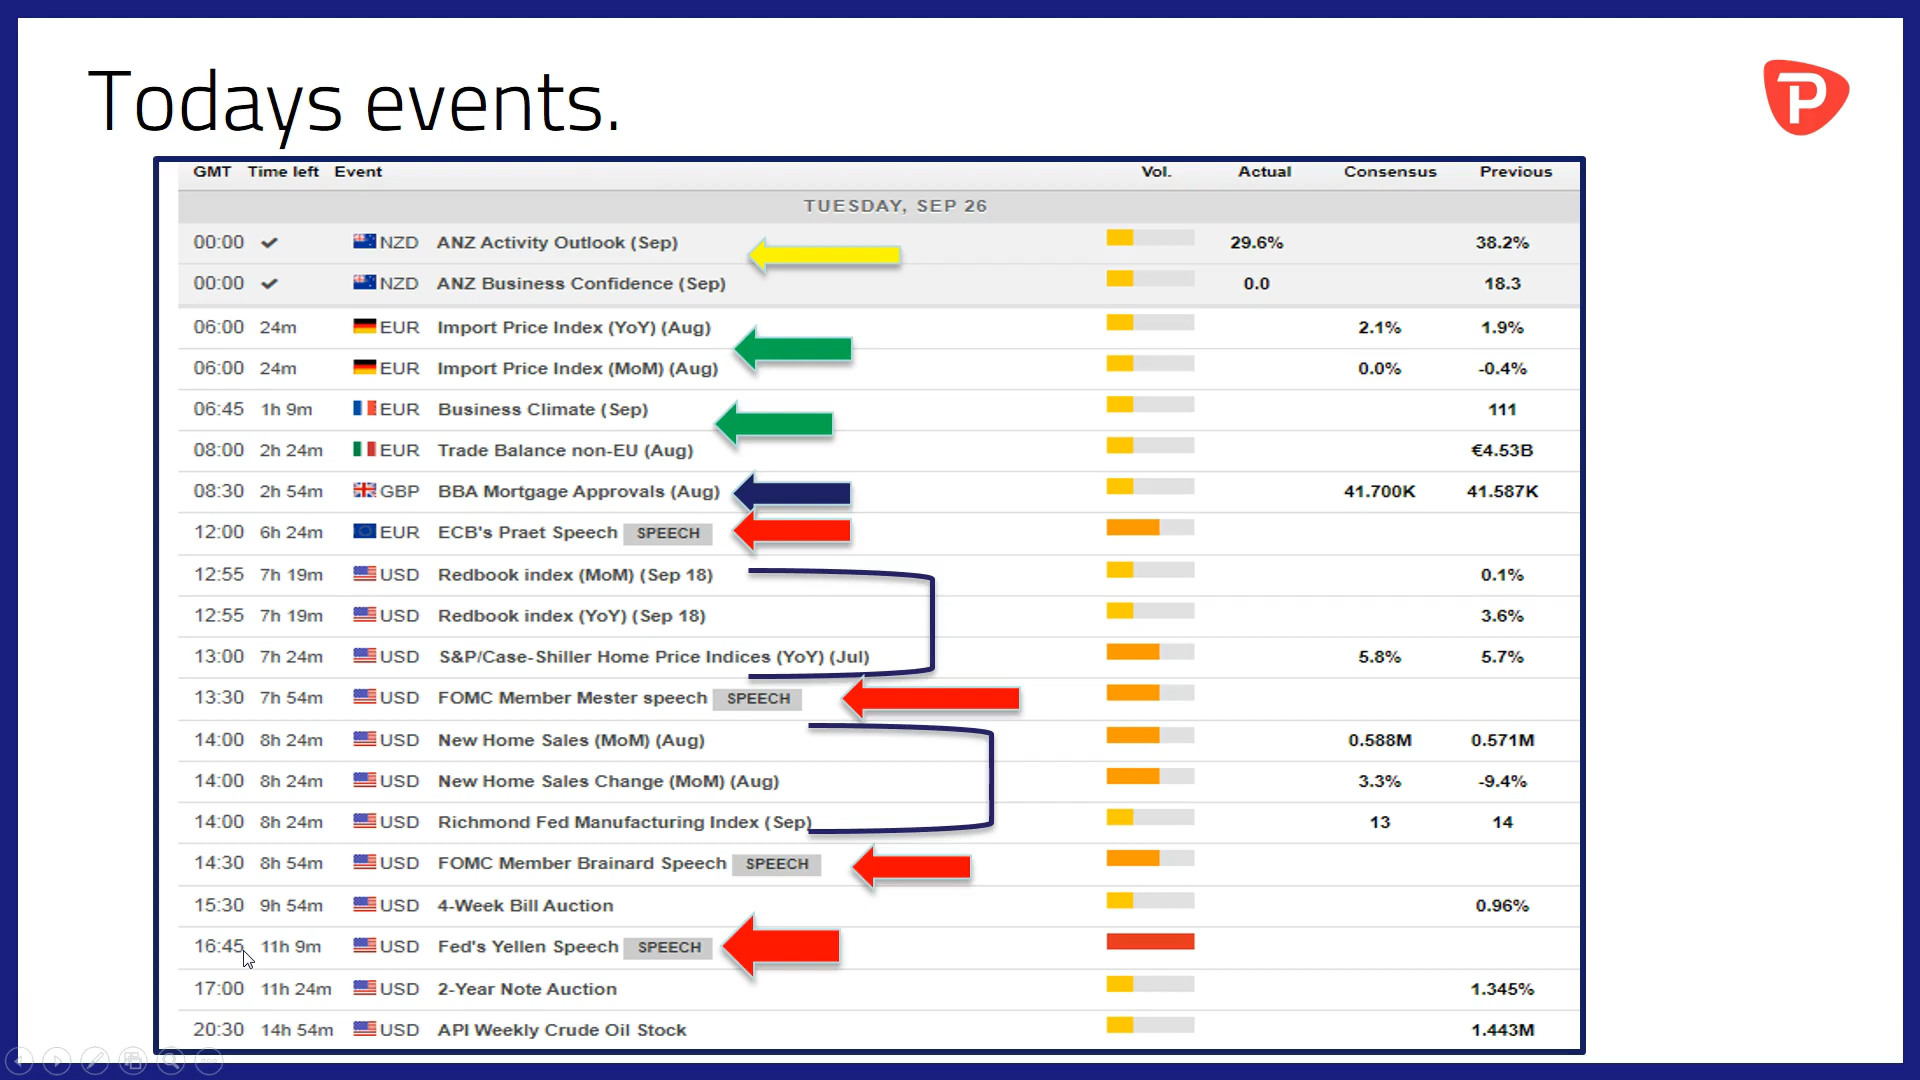 Todays events.
P
GMT Time left Event Vol. Actual Consensus Previous
TUESDAY, SEP 26
00:00 NZD ANZ Activity Outlook (Sep) 29.6% 38.2%
00:00 NZD ANZ Business Confidence (Sep) 0.0 18.3
06:00 24m EUR Import Price Index (YoY) (Aug) 2.1% 1.9%
06:00 24m EUR Import Price Index (MoM) (Aug) 0.0% -0.4%
06:45 1h 9m EUR Business Climate (Sep) 111
08:00 2h 24m EUR Trade Balance non-EU (Aug) €4.53B
08:30 2h 54m GBP BBA Mortgage Approvals (Aug) 41.700K 41.587K
12:00 6h 24m EUR ECB's Praet Speech SPEECH
12:55 7h 19m USD Redbook index (MoM) (Sep 18) 0.1%
12:55 7h 19m USD Redbook index (YoY) (Sep 18) 3.6%
13:00 7h 24m USD S&P/Case-Shiller Home Price Indices (YoY) (Jul) 5.8% 5.7%
13:30 7h 54m USD FOMC Member Mester speech SPEECH
14:00 8h 24m USD New Home Sales (MoM) (Aug) 0.588M 0.571M
14:00 8h 24m USD New Home Sales Change (MoM) (Aug) 3.3% -9.4%
14:00 8h 24m USD Richmond Fed Manufacturing Index (Sep) 13 14
14:30 8h 54m USD FOMC Member Brainard Speech SPEECH
15:30 9h 54m USD 4-Week Bill Auction 0.96%
16:45 11h 9m USD Fed's Yellen Speech SPEECH
17:00 11h 24m USD 2-Year Note Auction 1.345%
20:30 14h 54m USD API Weekly Crude Oil Stock 1.443M